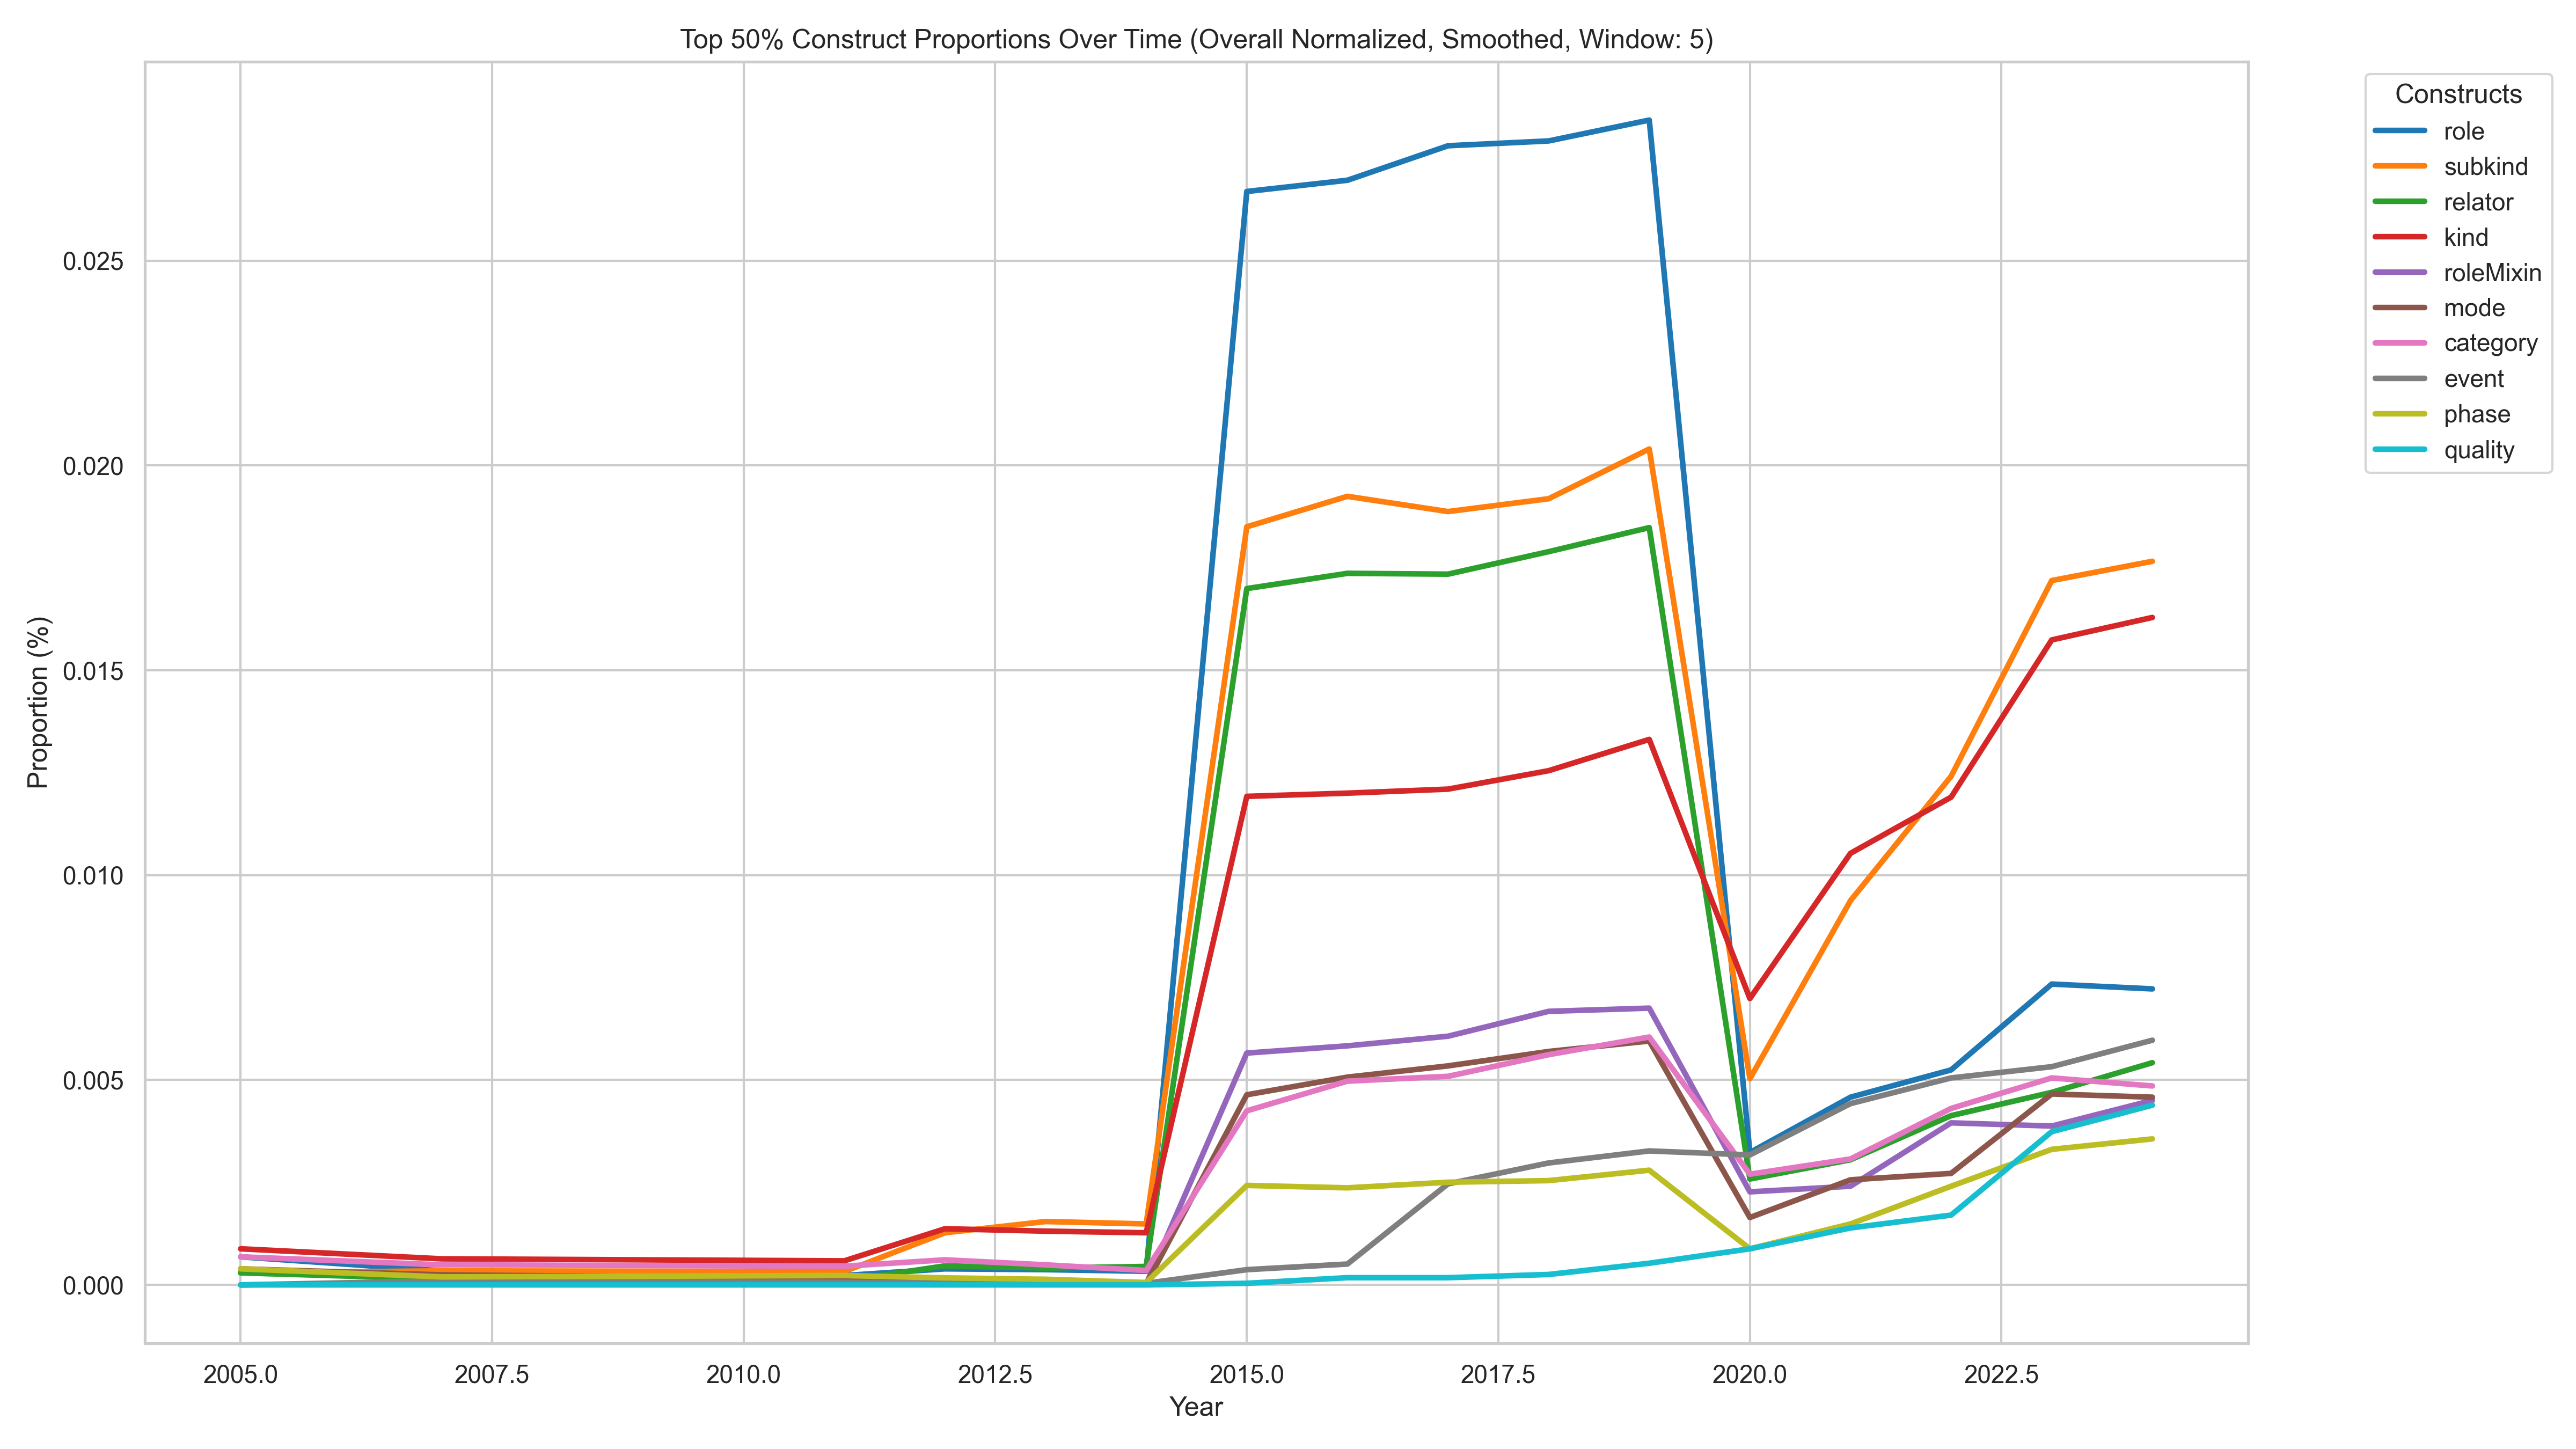 Top 50% Construct Proportions Over Time (Overall Normalized, Smoothed, Window: 5)
Constructs
role
subkind
relator
kind
roleMixin
mode
category
event
phase
quality
Proportion (%)
0.025
0.020
0.015
0.010
0.005
0.000
2005.0 2007.5 2010.0 2012.5 2015.0 2017.5 2020.0 2022.5
Year